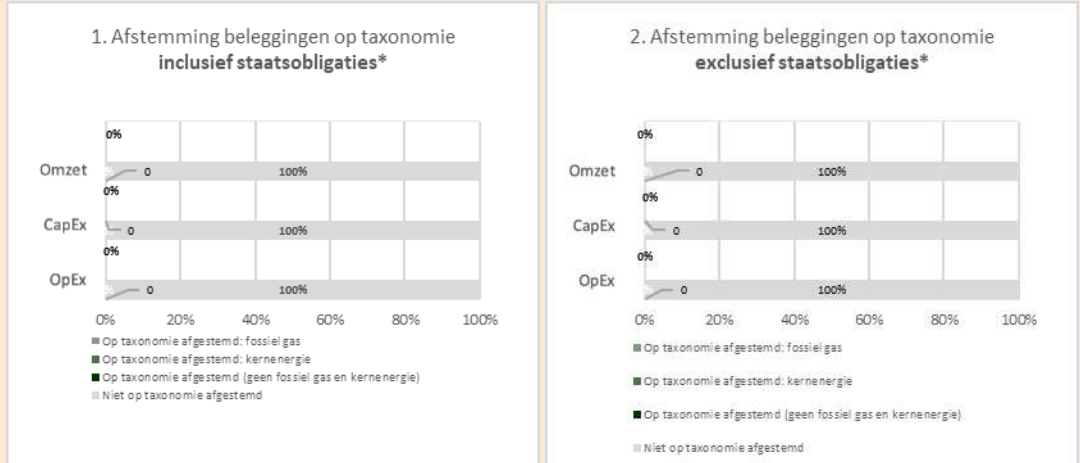 1. Afstemming beleggingen op taxonomie
inclusief staatsobligaties*
0%
Omzet
0
100%
0%
CapEx
0
100%
0%
OpEx
0
100%
0% 20% 40% 60% 80% 100%
Op taxonomie afgestemd: fossiel gas
Op taxonomie afgestemd: kernenergie
Op taxonomie afgestemd (geen fossiel gas en kernenergie)
Niet op taxonomie afgestemd
2. Afstemming beleggingen op taxonomie
exclusief staatsobligaties*
0%
Omzet
0
100%
0%
CapEx
0
100%
0%
OpEx
0
100%
0% 20% 40% 60% 80% 100%
Op taxonomie afgestemd: fossiel gas
Op taxonomie afgestemd: kernenergie
Op taxonomie afgestemd (geen fossiel gas en kernenergie)
Niet op taxonomie afgestemd